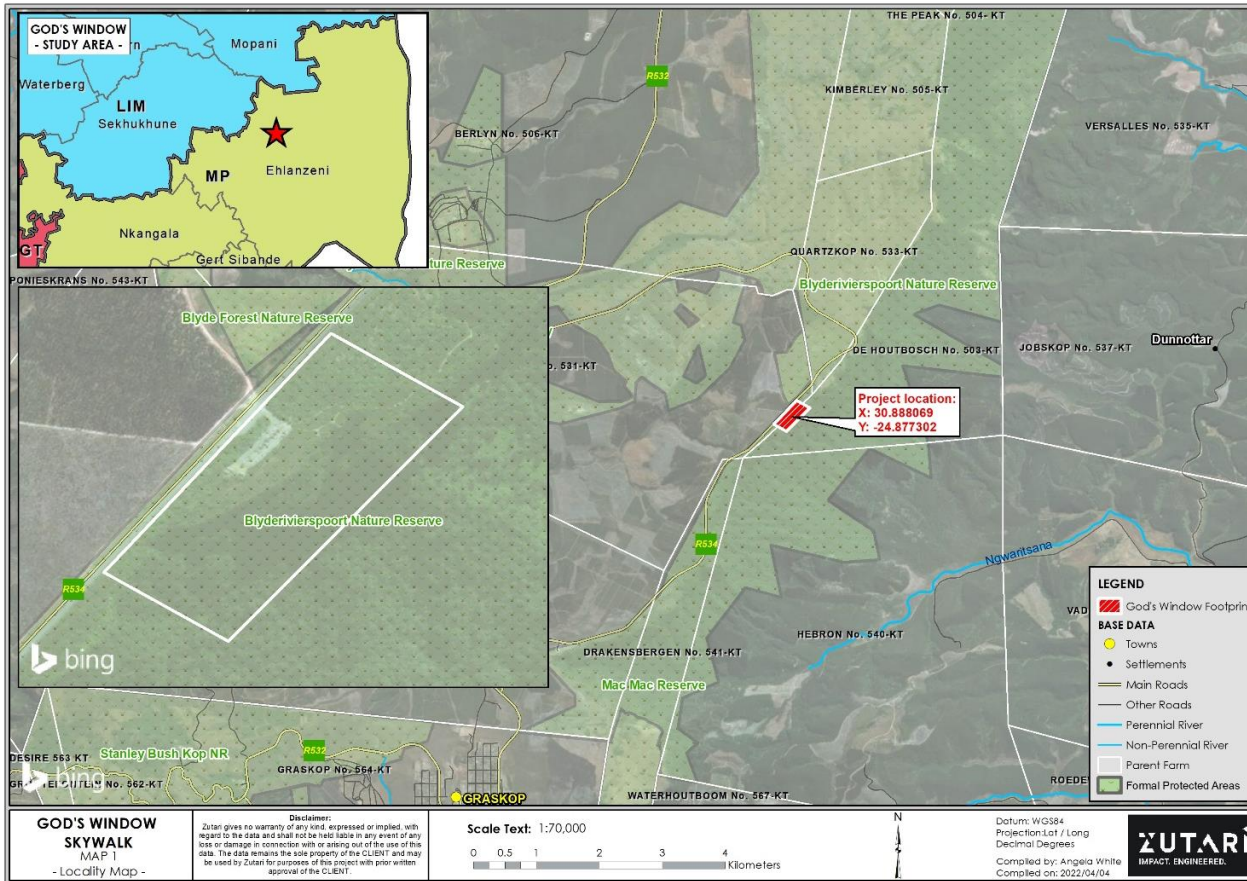 GOD'S WINDOW
- STUDY AREA -
Mopani
Waterberg
LIM
Sekhukhune
MP
Ehlanzeni
Nkangala
GT
Gert Sibande
THE PEAK No. 504- KT
R532
KIMBERLEY No. 505-KT
BERLYN No. 506-KT
VERSALLES No. 535-KT
QUARTZKOP No. 533-KT
ture Reserve
PONIESKRANS No. 543-KT
Blyderivierspoort Nature Reserve
Blyde Forest Nature Reserve
DE HOUTBOSCH No. 503-KT
JOBSKOP No. 537-KT
Dunnottar
531-KT
Project location:
X: 30.888069
Y: -24.877302
Blyderivierspoort Nature Reserve
R534
R534
Ngwaritsana
bing
HEBRON No. 540-KT
DRAKENSBERGEN No. 541-KT
Mac Mac Reserve
Stanley Bush Kop NR
R532
DESIRE 563 KT
GRASKOP No. 564-KT
bing
No. 562-KT
GRASKOP
WATERHOUTBOOM No. 567-KT
LEGEND
God's Window Footprin
BASE DATA
Towns
Settlements
Main Roads
Other Roads
Perennial River
Non-Perennial River
Parent Farm
Formal Protected Areas
GOD'S WINDOW
SKYWALK
MAP 1
- Locality Map -
Disclaimer:
Zutari gives no warranty of any kind, expressed or implied, with
regard to the data and shall not be held liable in any event of any
loss or damage in connection with or arising out of the use of this
data. The data remains the sole property of the CLIENT and may
be used by Zutari for purposes of this project with prior written
approval of the CLIENT.
Scale Text: 1:70,000
0 0.5 1 2 3 4
Kilometers
N
Datum: WGS84
Projection:Lat / Long
Decimal Degrees
Compiled by: Angela White
Compiled on: 2022/04/04
ZUTARI
IMPACT. ENGINEERED.